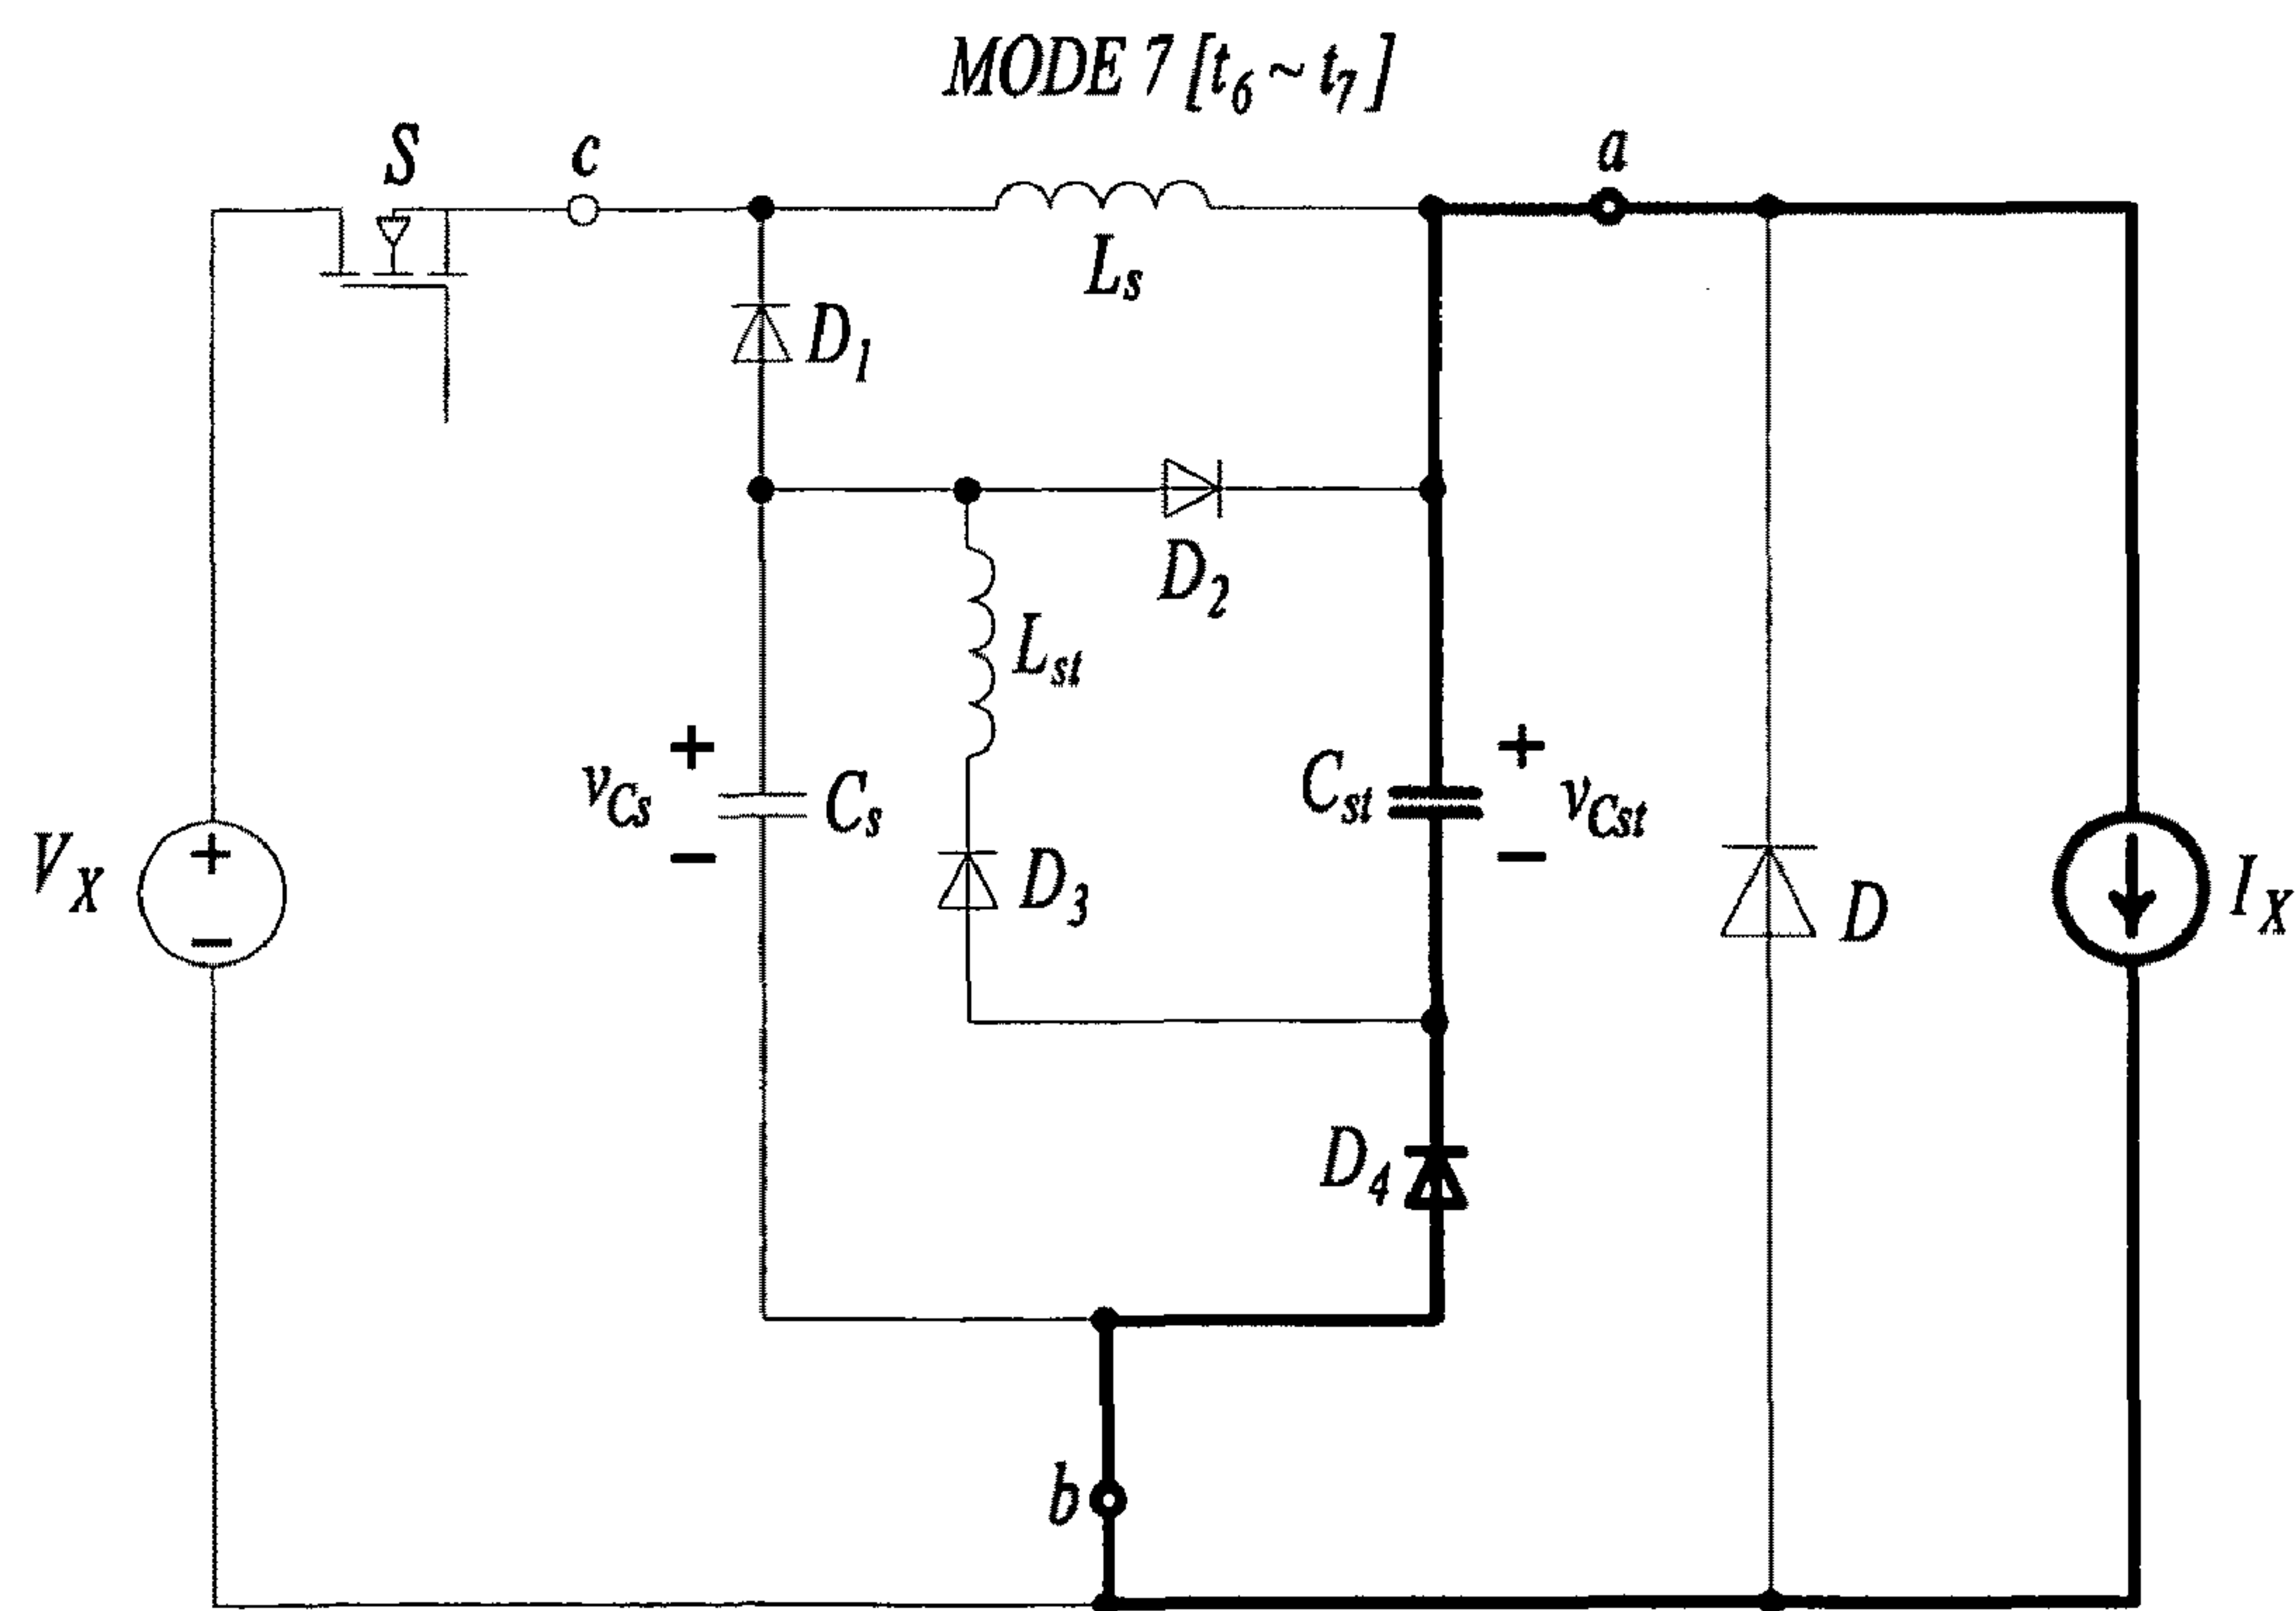 MODE 7 [t6 ~ t7]
S
c
a
Ls
D1
D2
Lst
+
+
vCs
Cs
Cst
vCst
−
−
VX
+
−
D3
D
IX
D4
b